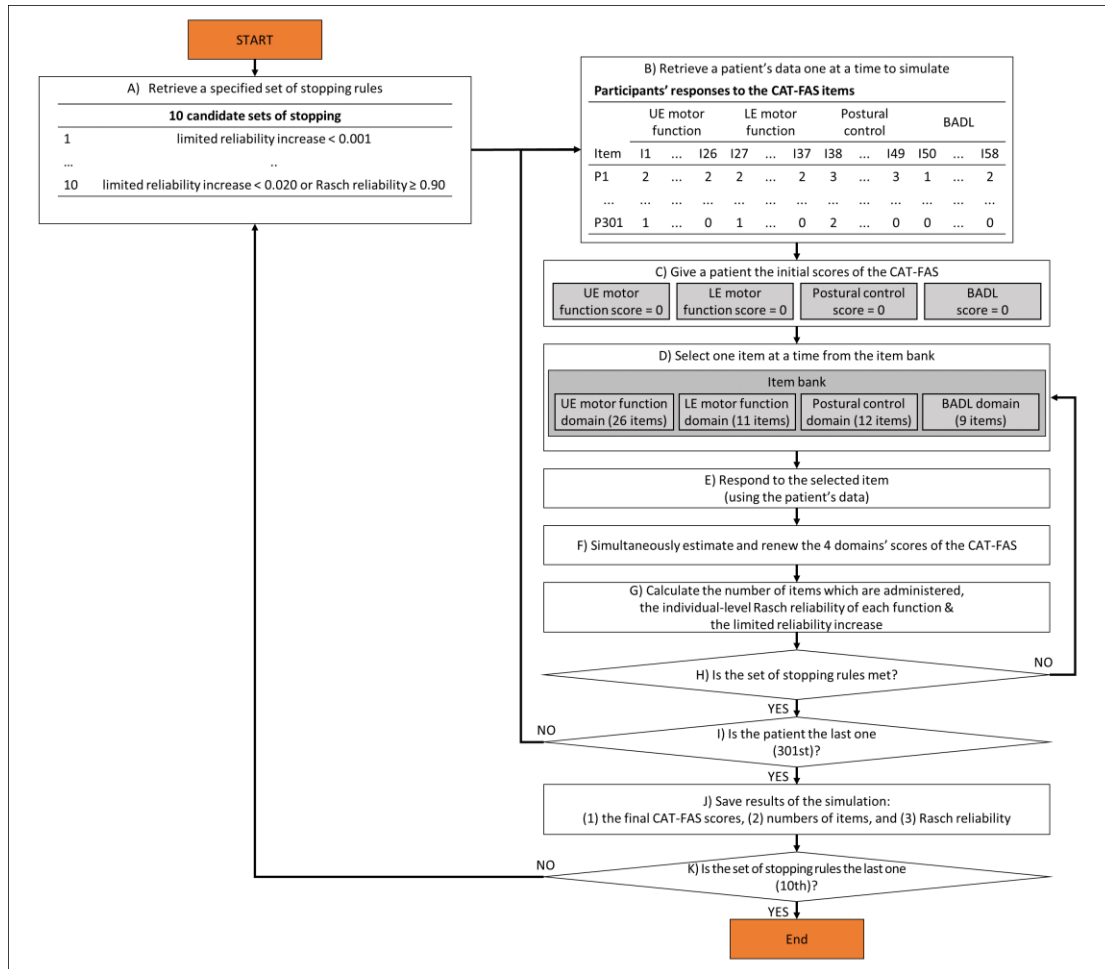 START
A) Retrieve a specified set of stopping rules
10 candidate sets of stopping
1 limited reliability increase < 0.001
... ..
10 limited reliability increase < 0.020 or Rasch reliability ≥ 0.90
B) Retrieve a patient's data one at a time to simulate
Participants' responses to the CAT-FAS items
UE motor function LE motor function Postural control BADL
Item I1 ... I26 I27 ... I37 I38 ... I49 I50 ... I58
P1 2 ... 2 2 ... 2 3 ... 3 1 ... 2
... ... ... ... ... ... ... ... ... ... ... ... ...
P301 1 ... 0 1 ... 0 2 ... 0 0 ... 0
C) Give a patient the initial scores of the CAT-FAS
UE motor function score = 0
LE motor function score = 0
Postural control score = 0
BADL score = 0
D) Select one item at a time from the item bank
Item bank
UE motor function domain (26 items)
LE motor function domain (11 items)
Postural control domain (12 items)
BADL domain (9 items)
E) Respond to the selected item
(using the patient's data)
F) Simultaneously estimate and renew the 4 domains' scores of the CAT-FAS
G) Calculate the number of items which are administered,
the individual-level Rasch reliability of each function &
the limited reliability increase
H) Is the set of stopping rules met?
NO
YES
I) Is the patient the last one
(301st)?
NO
YES
J) Save results of the simulation:
(1) the final CAT-FAS scores, (2) numbers of items, and (3) Rasch reliability
K) Is the set of stopping rules the last one
(10th)?
NO
YES
End